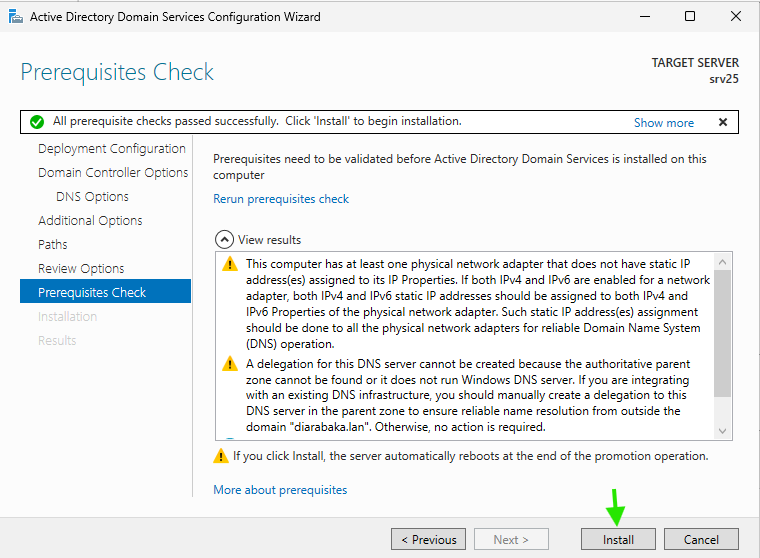 Active Directory Domain Services Configuration Wizard
Prerequisites Check
TARGET SERVER
srv25
All prerequisite checks passed successfully.  Click 'Install' to begin installation.
Show more
Deployment Configuration
Domain Controller Options
DNS Options
Additional Options
Paths
Review Options
Prerequisites Check
Installation
Results
Prerequisites need to be validated before Active Directory Domain Services is installed on this
computer
Rerun prerequisites check
View results
This computer has at least one physical network adapter that does not have static IP
address(es) assigned to its IP Properties. If both IPv4 and IPv6 are enabled for a network
adapter, both IPv4 and IPv6 static IP addresses should be assigned to both IPv4 and
IPv6 Properties of the physical network adapter. Such static IP address(es) assignment
should be done to all the physical network adapters for reliable Domain Name System
(DNS) operation.
A delegation for this DNS server cannot be created because the authoritative parent
zone cannot be found or it does not run Windows DNS server. If you are integrating
with an existing DNS infrastructure, you should manually create a delegation to this
DNS server in the parent zone to ensure reliable name resolution from outside the
domain "diarabaka.lan". Otherwise, no action is required.
If you click Install, the server automatically reboots at the end of the promotion operation.
More about prerequisites
< Previous
Next >
Install
Cancel